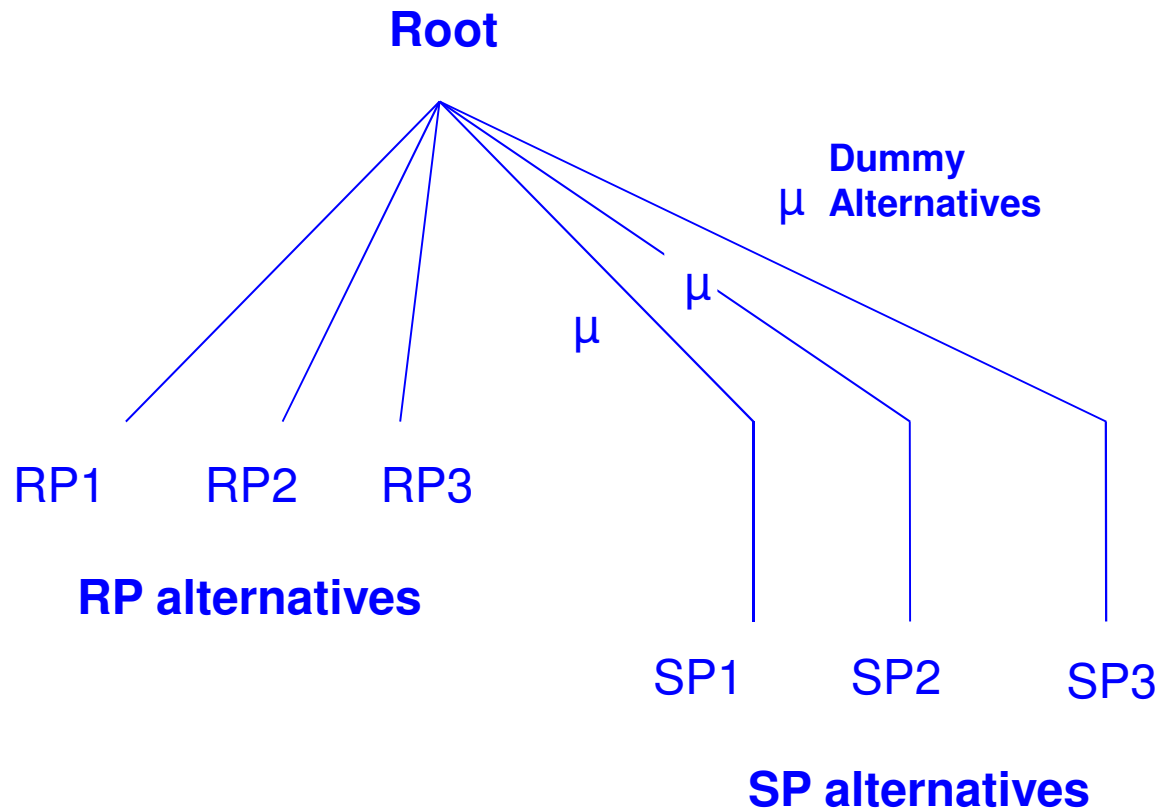 Root
Dummy
μ Alternatives
μ
μ
RP1 RP2 RP3
RP alternatives
SP1 SP2 SP3
SP alternatives